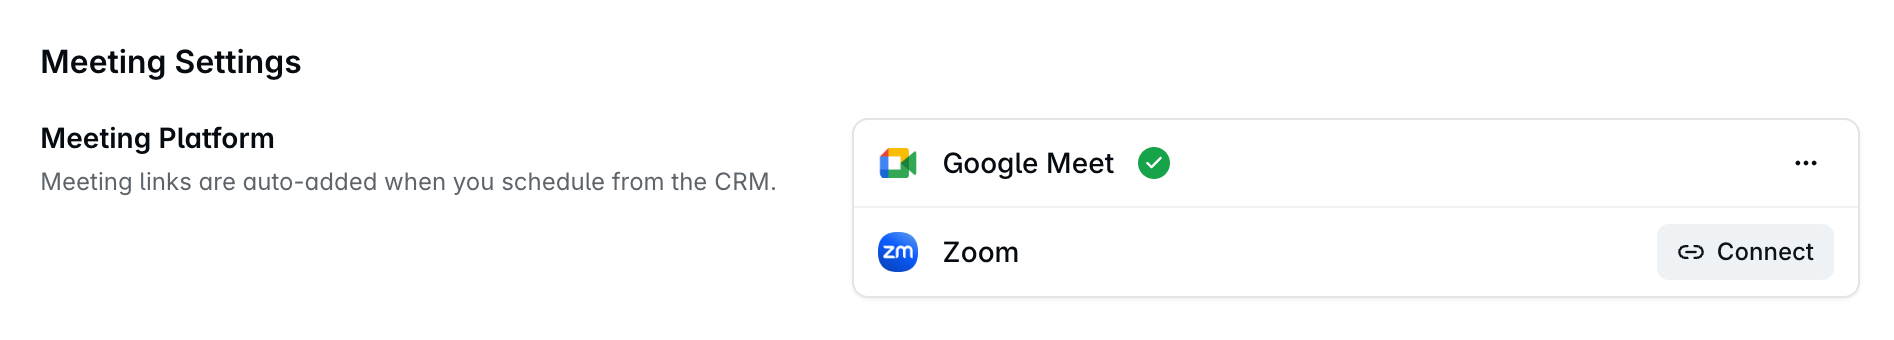 Meeting Settings
Meeting Platform
Meeting links are auto-added when you schedule from the CRM.
Google Meet
zm
Zoom
Connect